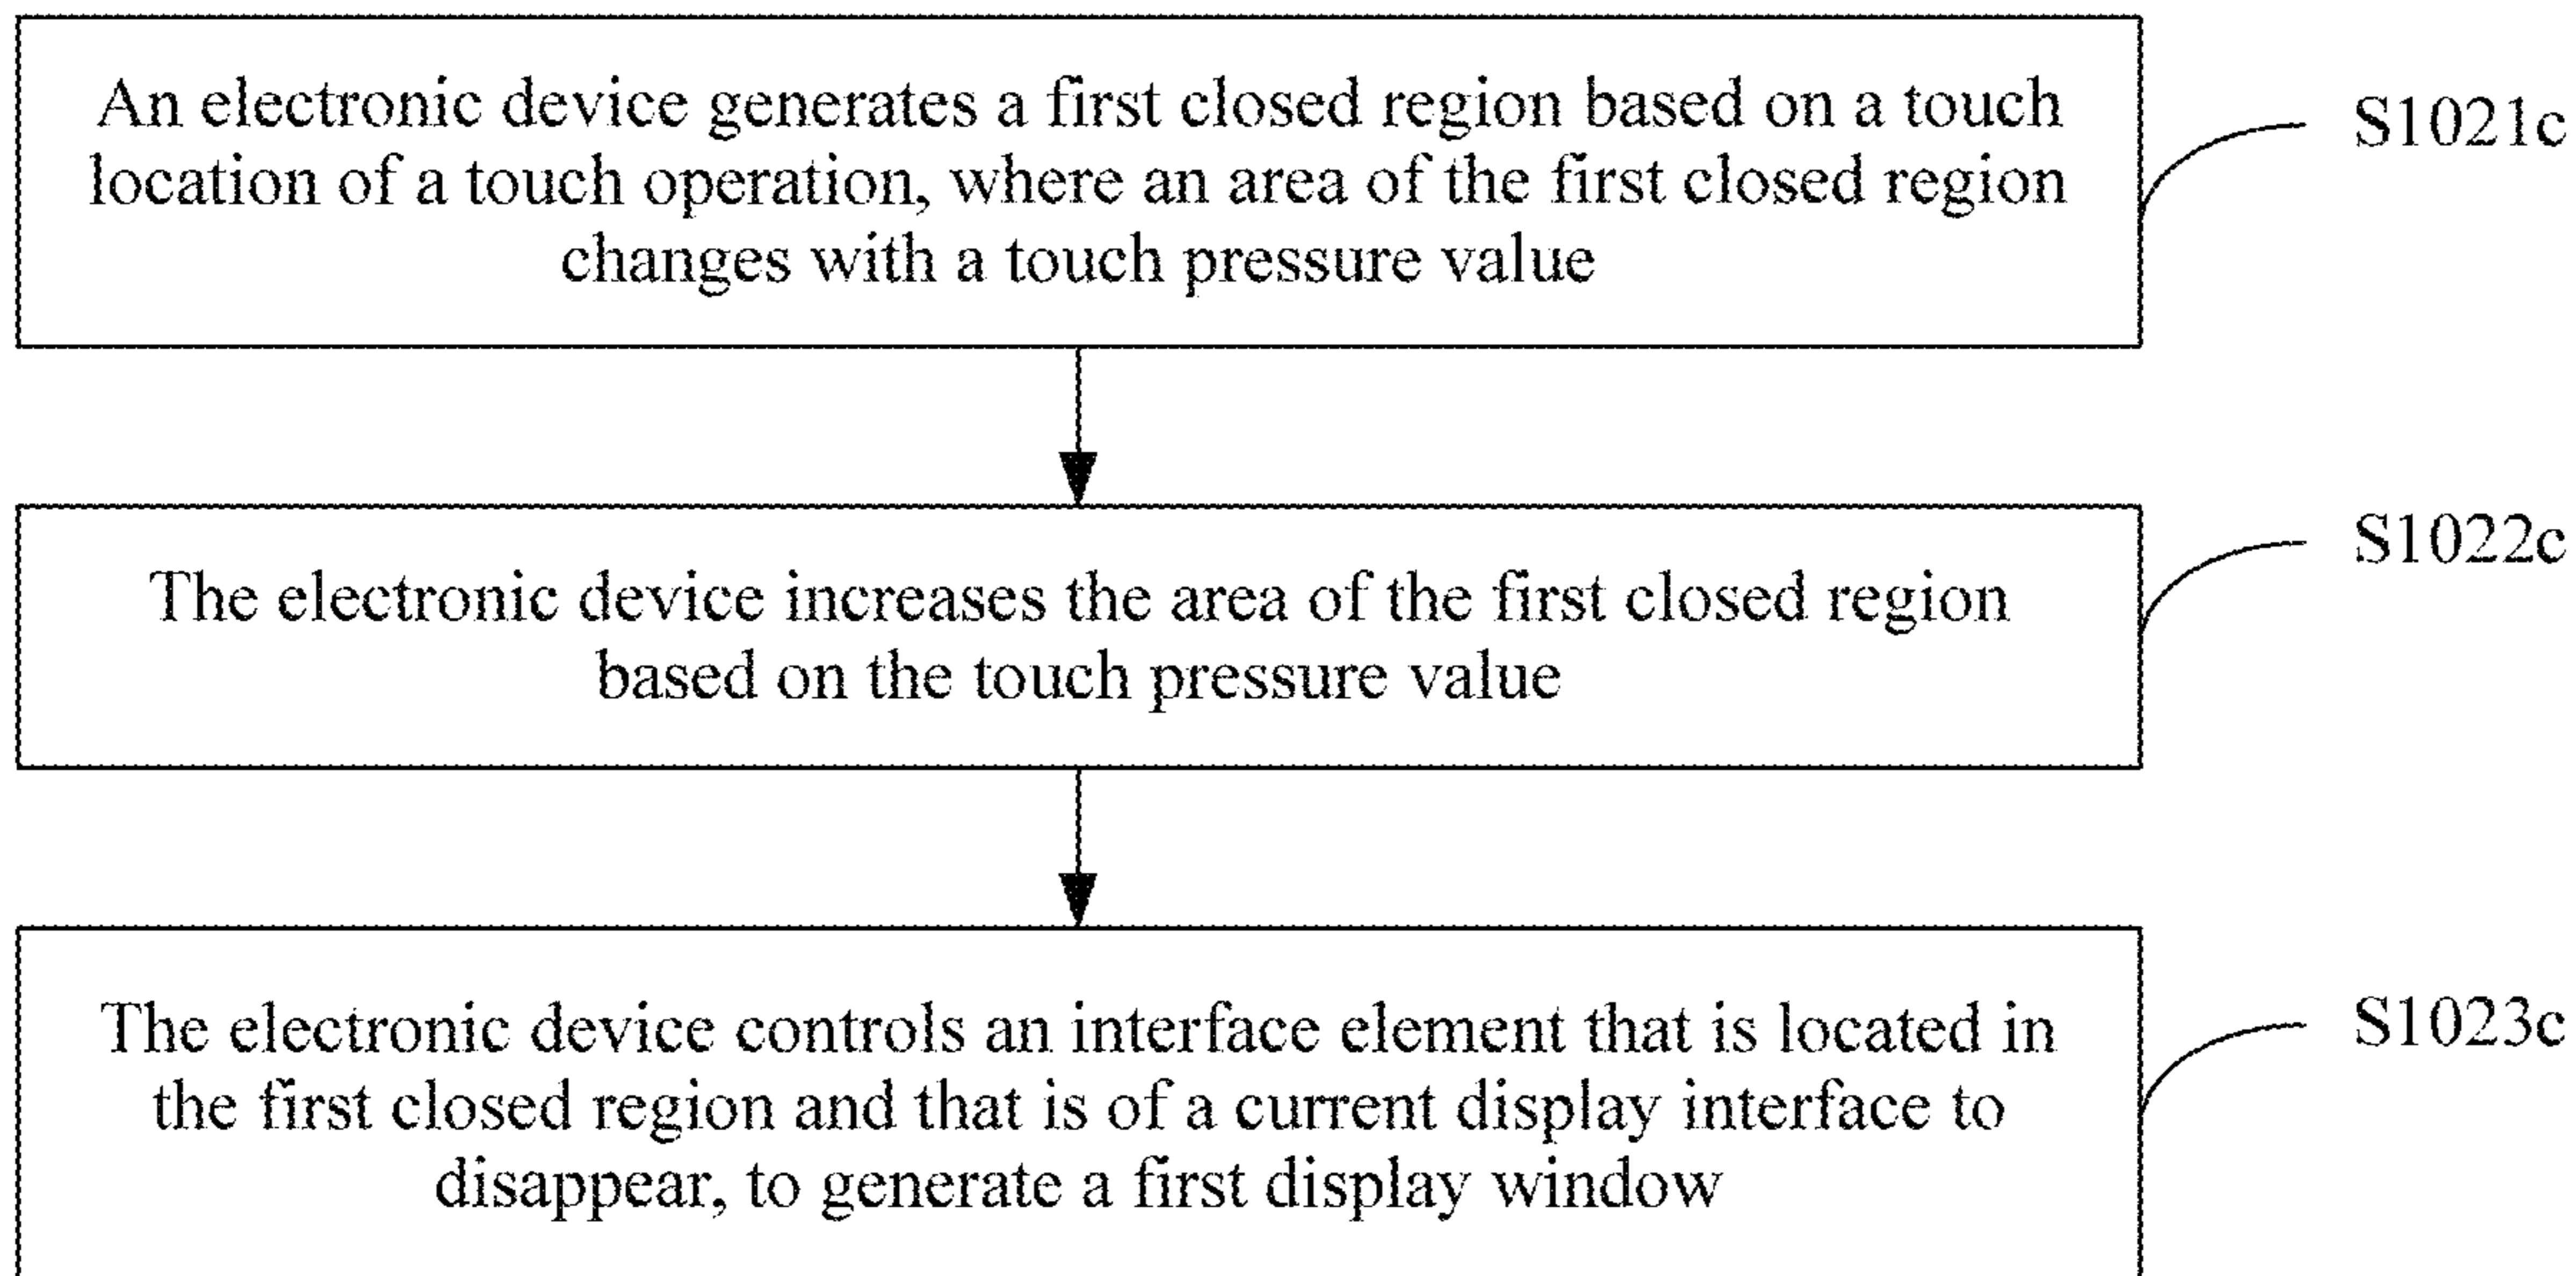 An electronic device generates a first closed region based on a touch
location of a touch operation, where an area of the first closed region
changes with a touch pressure value
S1021c
The electronic device increases the area of the first closed region
based on the touch pressure value
S1022c
The electronic device controls an interface element that is located in
the first closed region and that is of a current display interface to
disappear, to generate a first display window
S1023c